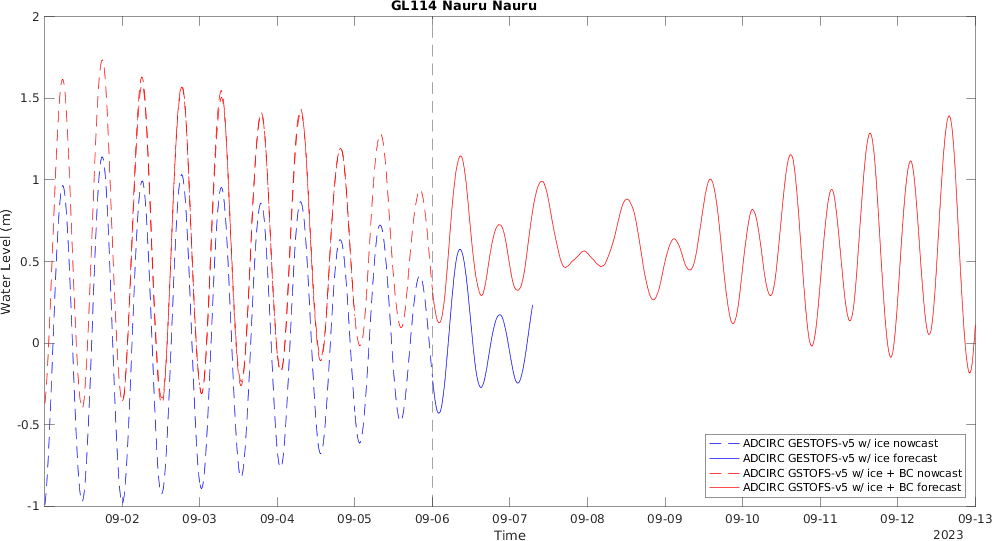 GL114 Nauru Nauru
2
1.5
1
0.5
0
-0.5
-1
Water Level (m)
09-02 09-03 09-04 09-05 09-06 09-07 09-08 09-09 09-10 09-11 09-12 09-13
Time
2023
ADCIRC GESTOFS-v5 w/ ice nowcast
ADCIRC GESTOFS-v5 w/ ice forecast
ADCIRC GSTOFS-v5 w/ ice + BC nowcast
ADCIRC GSTOFS-v5 w/ ice + BC forecast